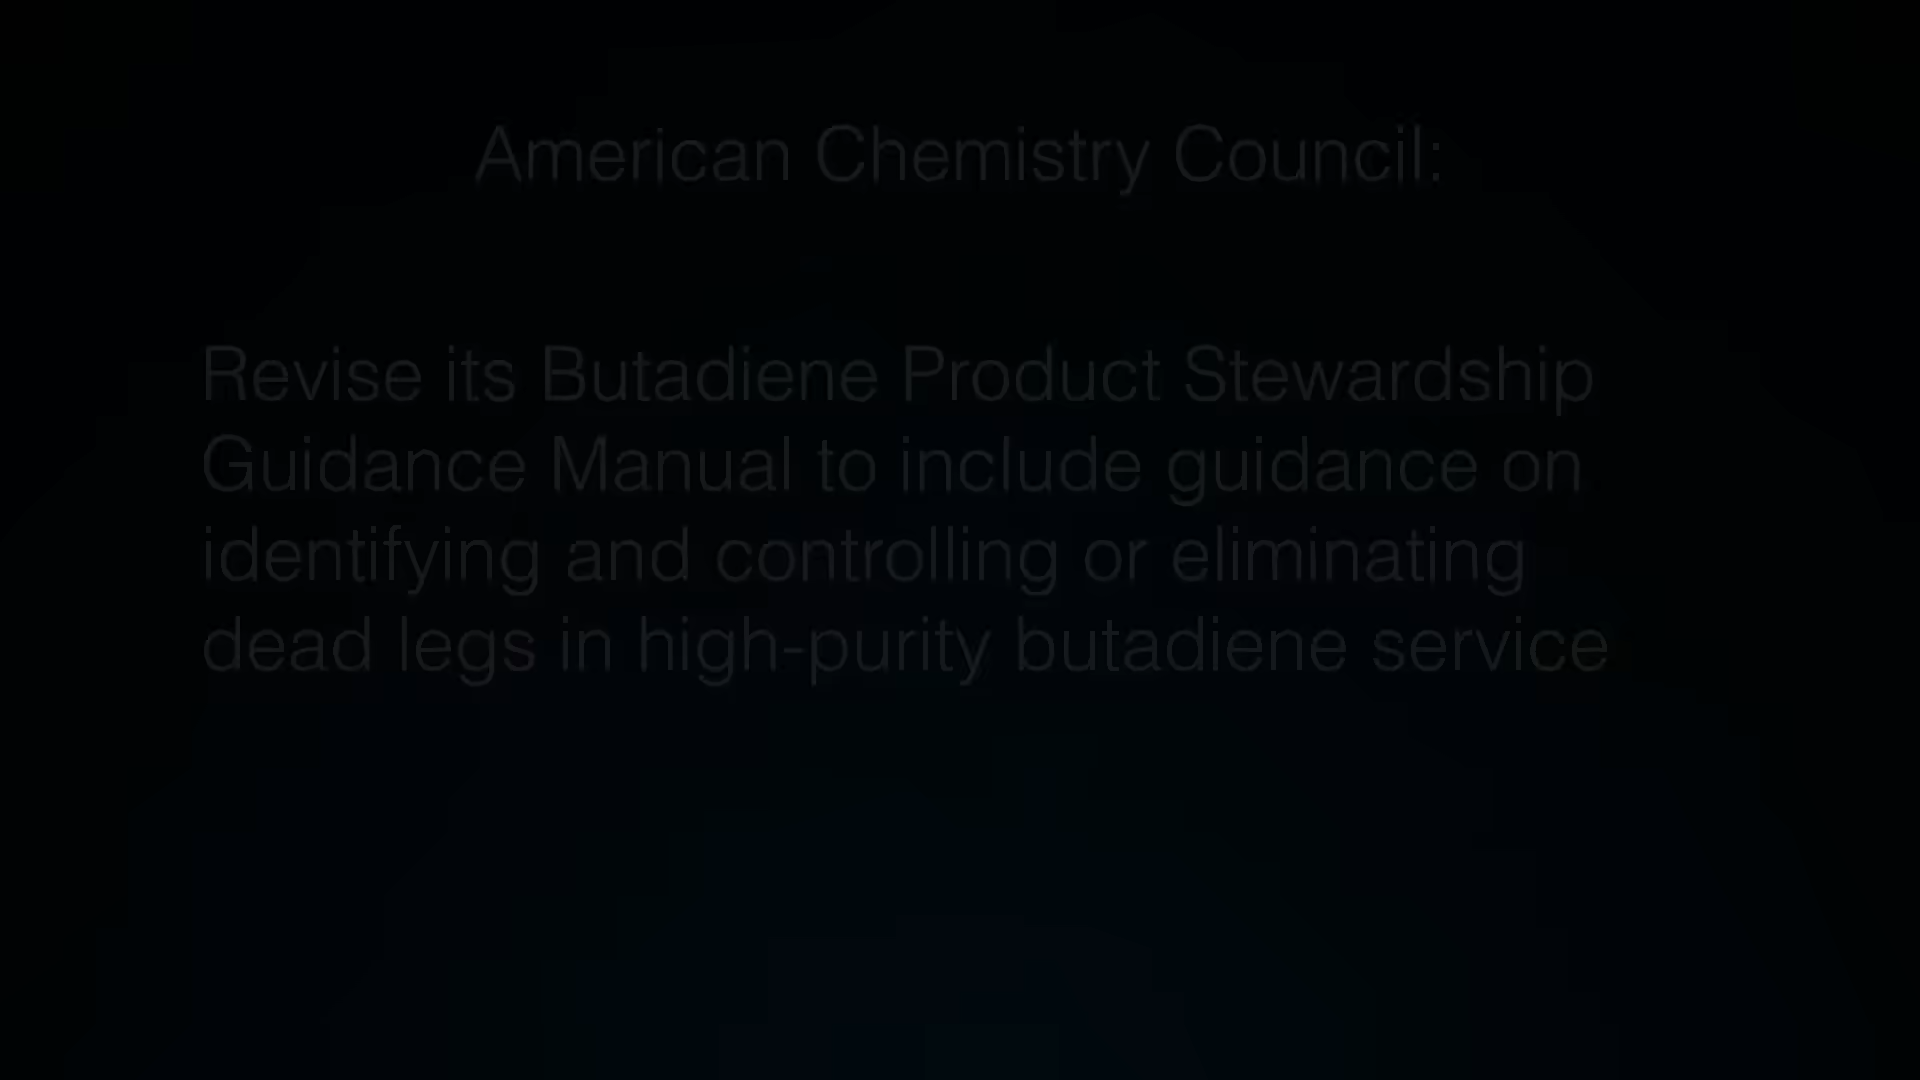 American Chemistry Council:
Revise its Butadiene Product Stewardship
Guidance Manual to include guidance on
identifying and controlling or eliminating
dead legs in high-purity butadiene service